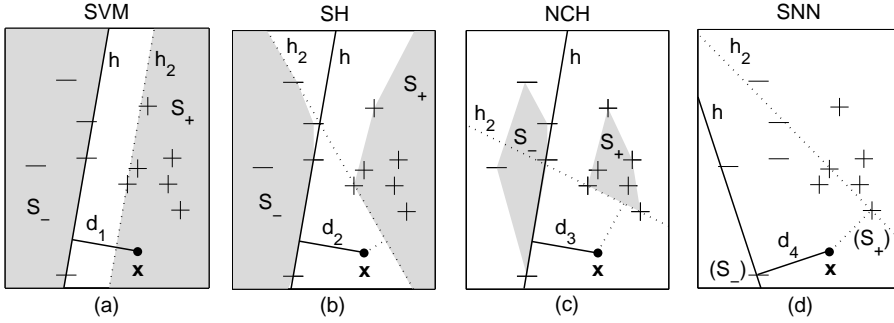 SVM
h
h2
S+
S−
d1
x
(a)
SH
h2
h
S+
S−
d2
x
(b)
NCH
h
h2
S−
S+
d3
x
(c)
SNN
h2
h
(S+)
d4
(S−)
x
(d)